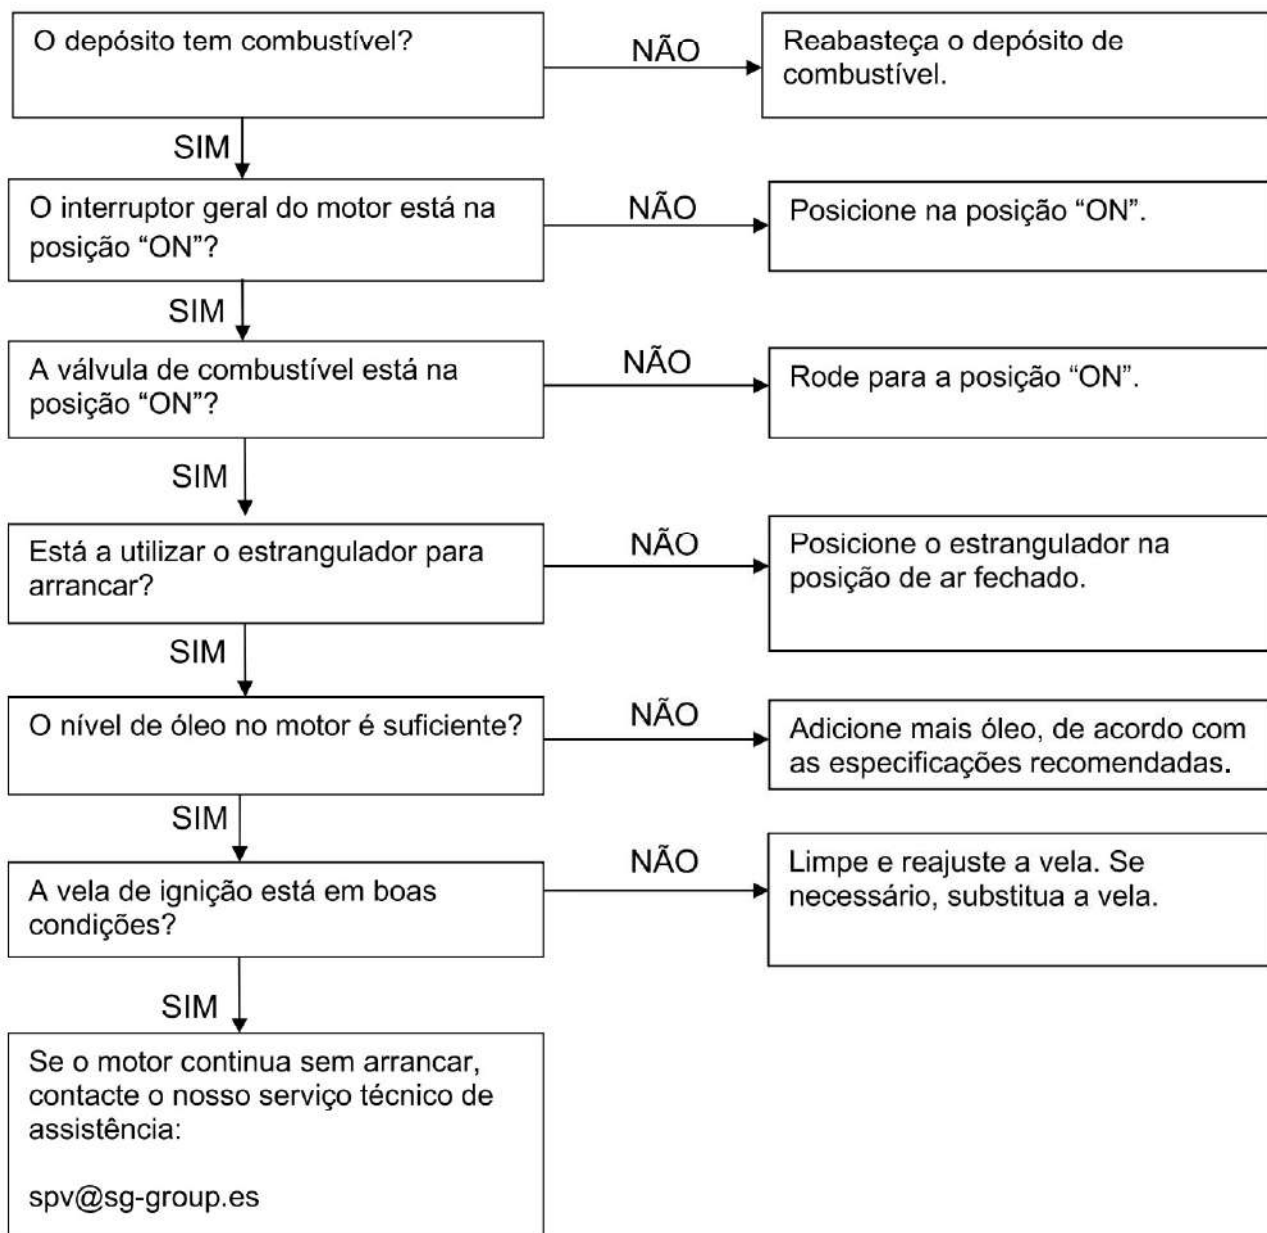 O depósito tem combustível?
NÃO
Reabasteça o depósito de
combustível.
SIM
O interruptor geral do motor está na
posição “ON”?
NÃO
Posicione na posição “ON”.
SIM
A válvula de combustível está na
posição “ON”?
NÃO
Rode para a posição “ON”.
SIM
Está a utilizar o estrangulador para
arrancar?
NÃO
Posicione o estrangulador na
posição de ar fechado.
SIM
O nível de óleo no motor é suficiente?
NÃO
Adicione mais óleo, de acordo com
as especificações recomendadas.
SIM
A vela de ignição está em boas
condições?
NÃO
Limpe e reajuste a vela. Se
necessário, substitua a vela.
SIM
Se o motor continua sem arrancar,
contacte o nosso serviço técnico de
assistência:
spv@sg-group.es